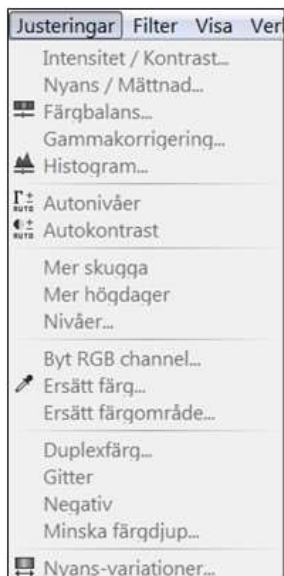 Justeringar Filter Visa
Intensitet / Kontrast...
Nyans / Mättnad...
Färgbalans...
Gammakorrigering...
Histogram...
Autonivåer
Autokontrast
Mer skugga
Mer högdager
Nivåer...
Byt RGB channel...
Ersätt färg...
Ersätt färgområde...
Duplexfärg...
Gitter
Negativ
Minska färgdjup...
Nyans-variationer...